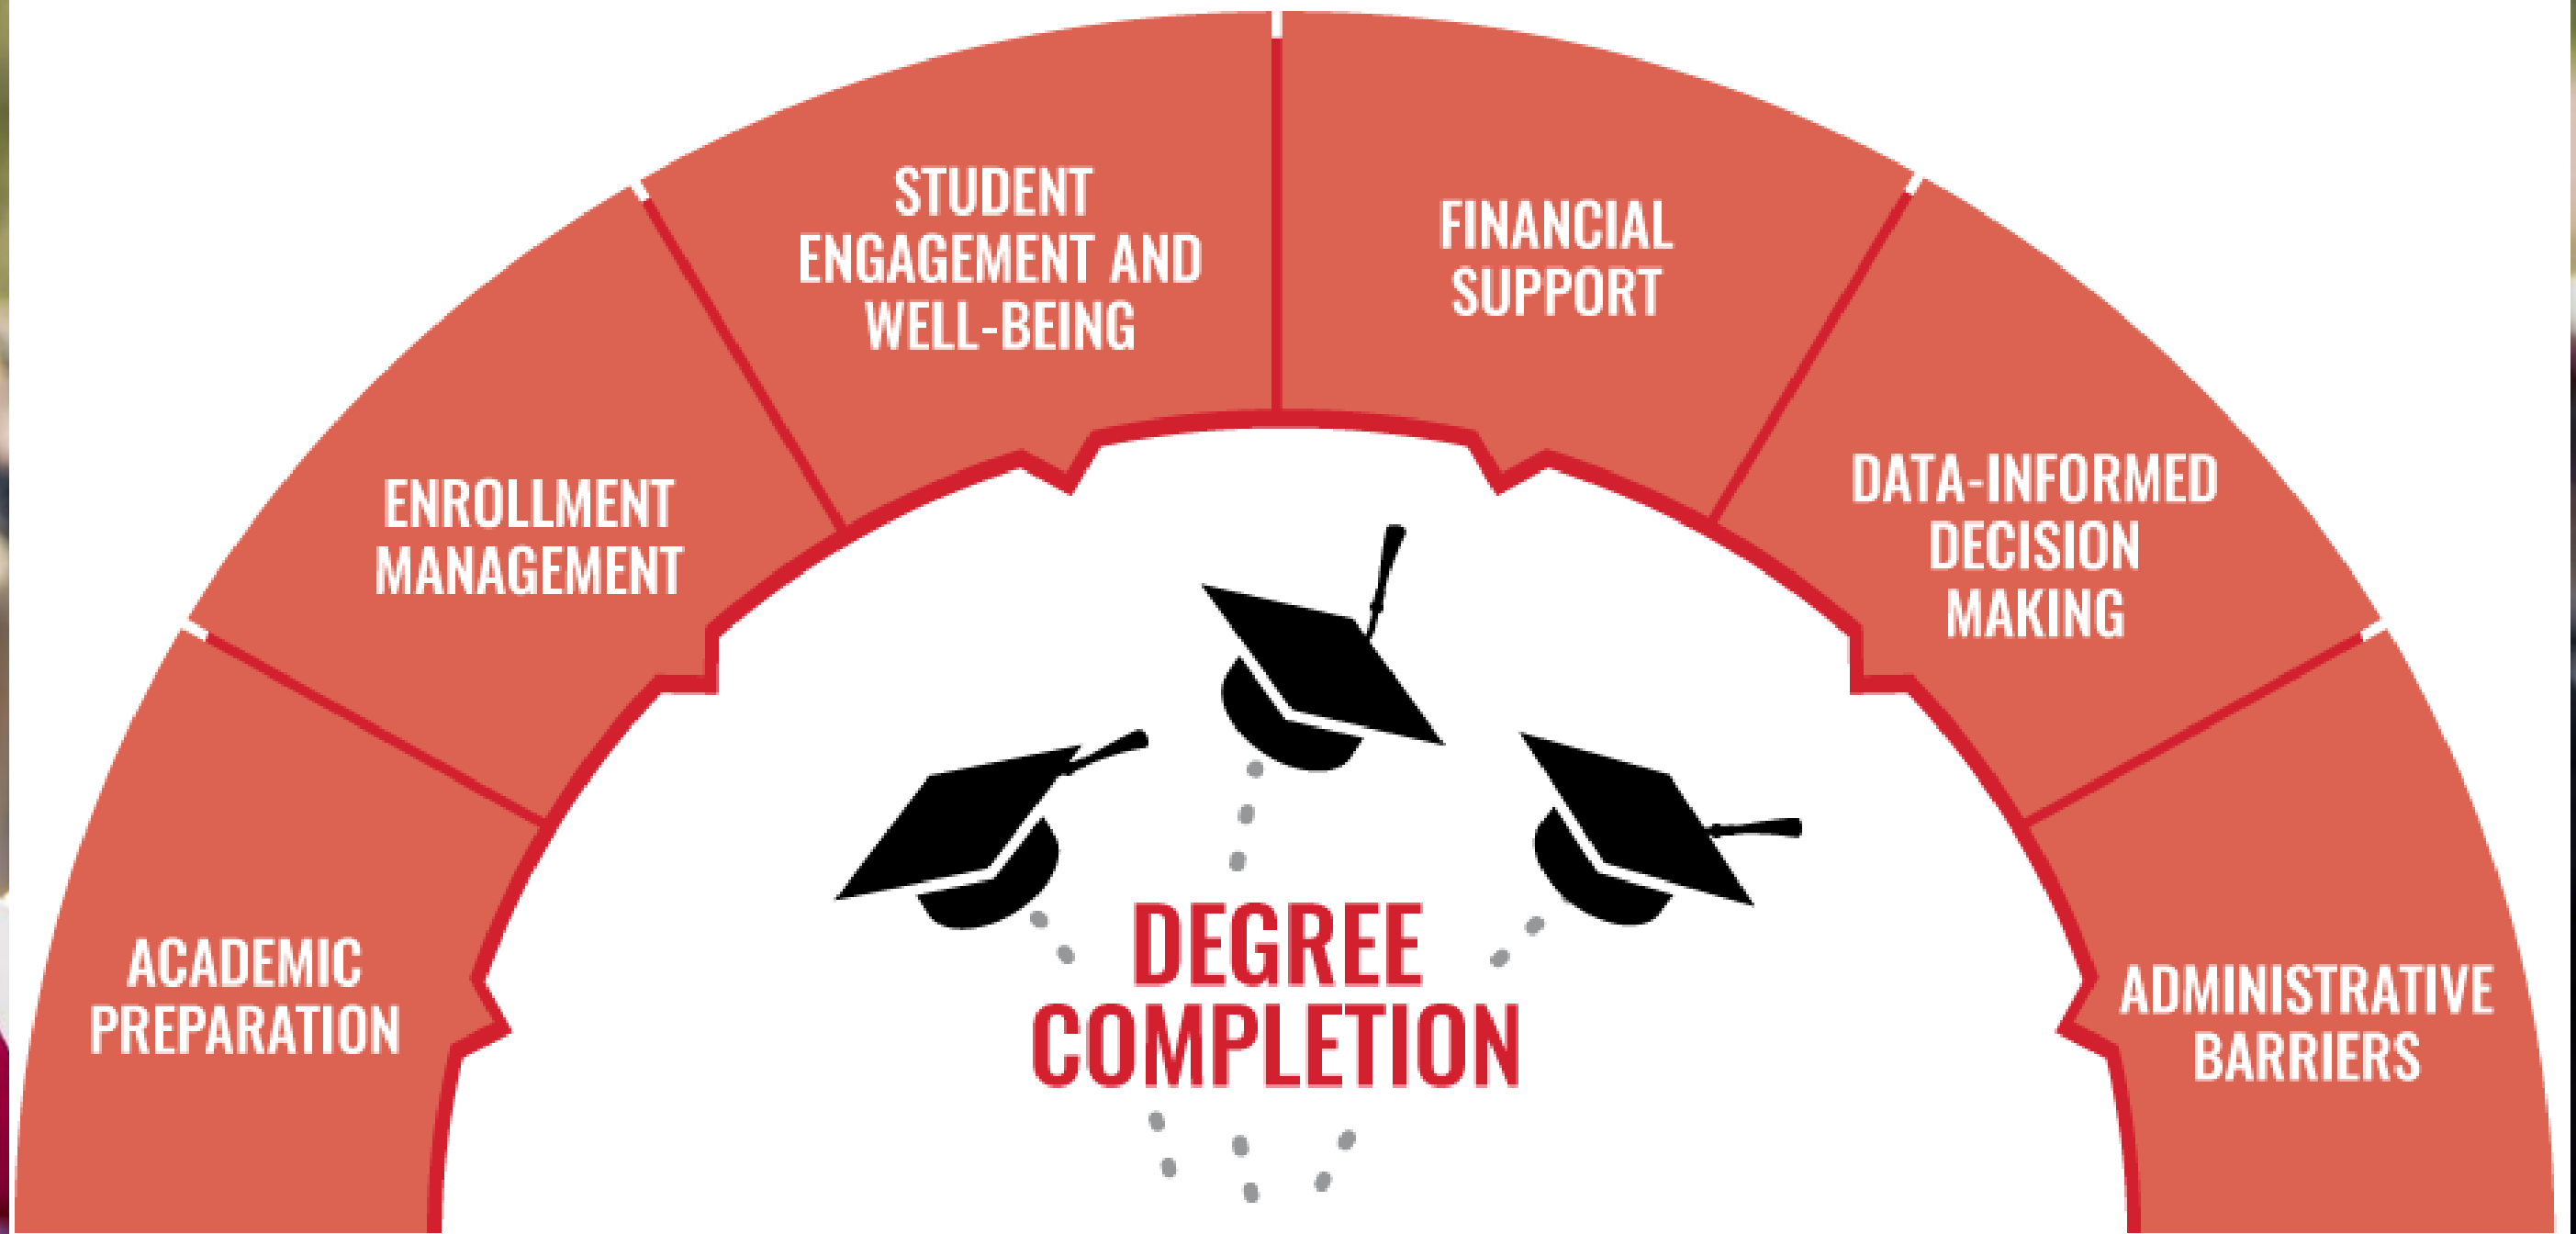 ACADEMIC
PREPARATION
ENROLLMENT
MANAGEMENT
STUDENT
ENGAGEMENT AND
WELL-BEING
FINANCIAL
SUPPORT
DATA-INFORMED
DECISION
MAKING
ADMINISTRATIVE
BARRIERS
DEGREE
COMPLETION